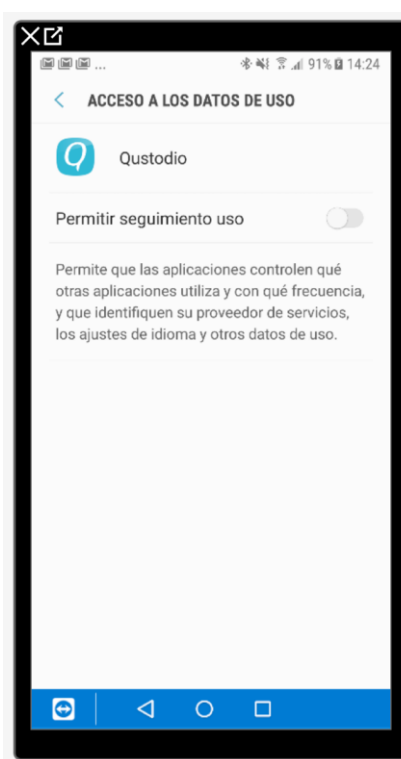 ... 91% 14:24
ACCESO A LOS DATOS DE USO
Q Qustodio
Permitir seguimiento uso
Permite que las aplicaciones controlen qué
otras aplicaciones utiliza y con qué frecuencia,
y que identifiquen su proveedor de servicios,
los ajustes de idioma y otros datos de uso.